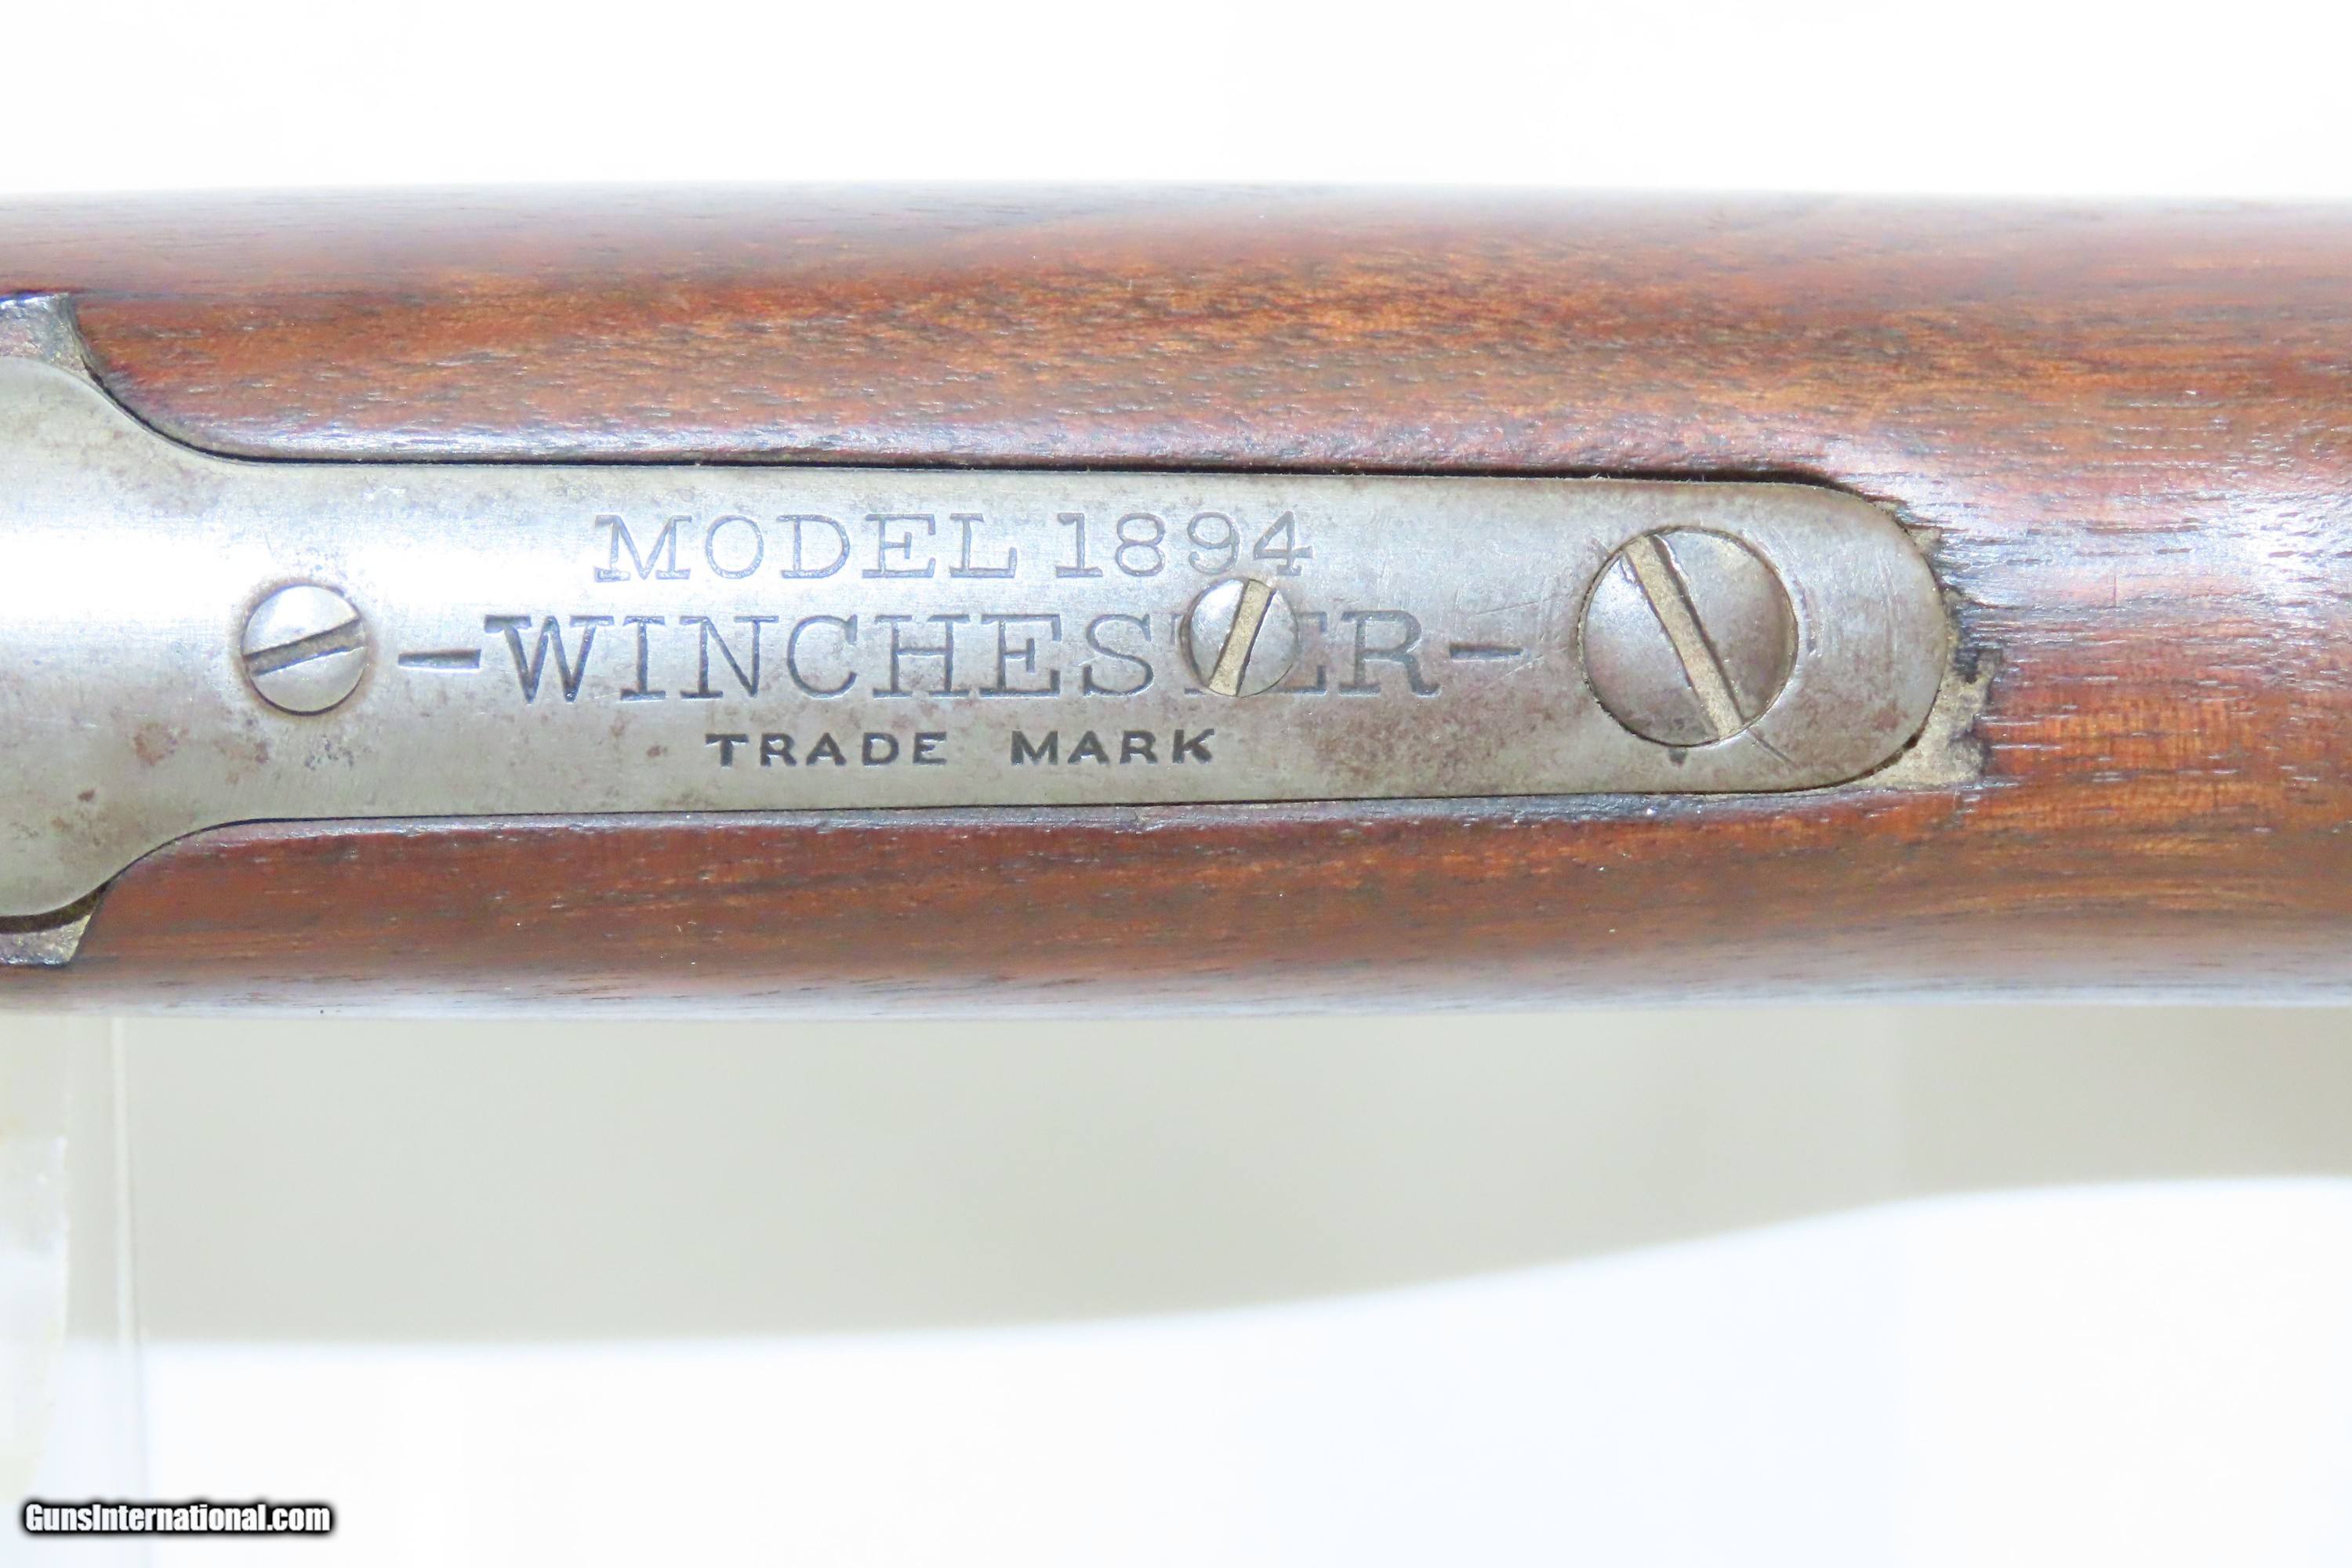 MODEL 1894
-WINCHESTER-
TRADE MARK
GunsInternational.com